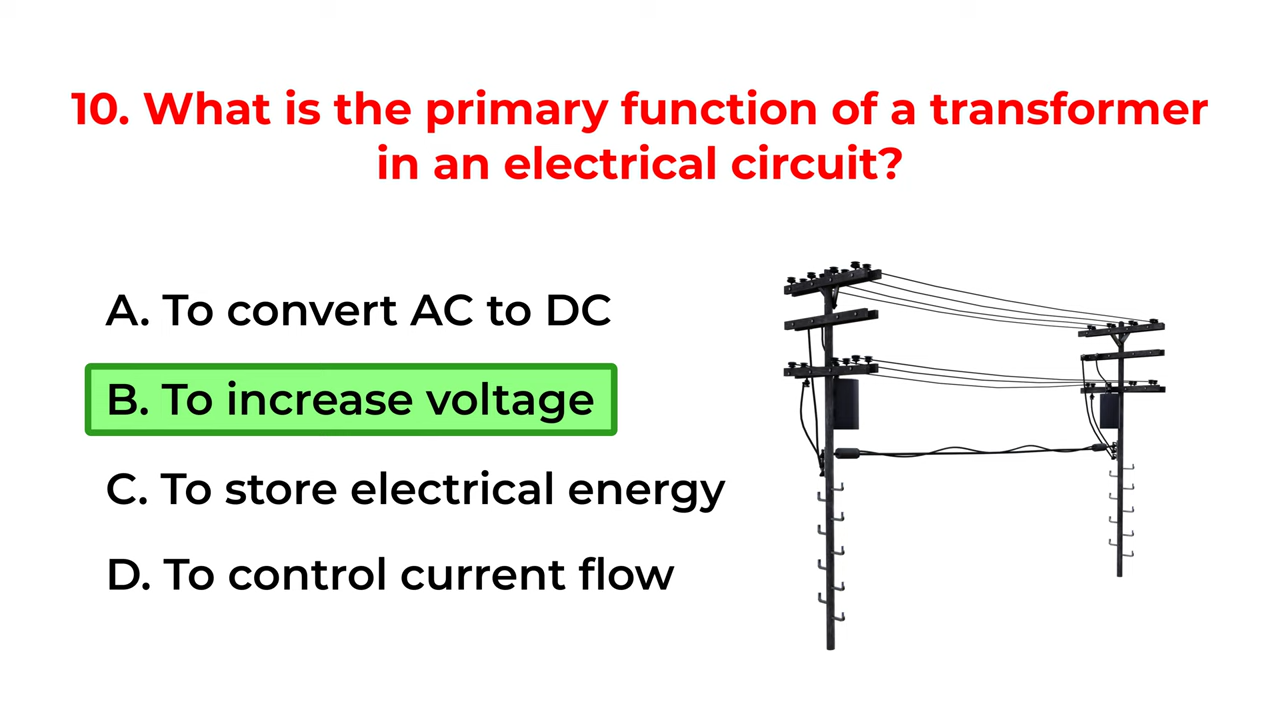 10. What is the primary function of a transformer
in an electrical circuit?
A. To convert AC to DC
B. To increase voltage
C. To store electrical energy
D. To control current flow